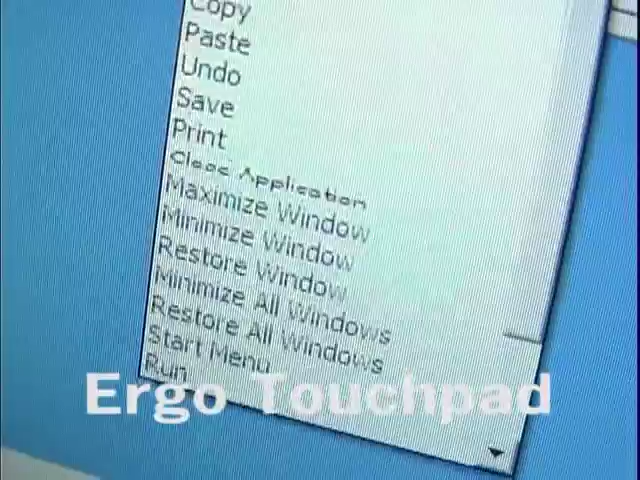 Copy
Paste
Undo
Save
Print
Close Application
Maximize Window
Minimize Window
Restore Window
Minimize All Windows
Restore All Windows
Start Menu
Run
Ergo Touchpad